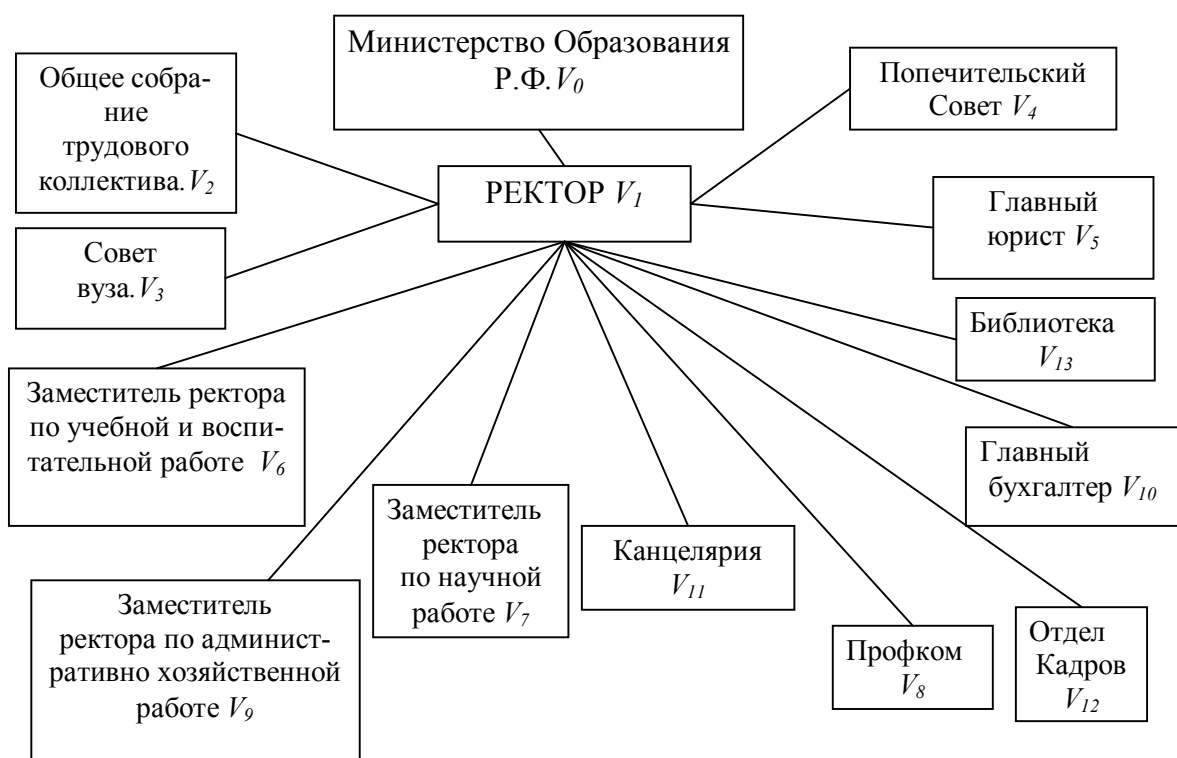 Министерство Образования
Р.Ф. V0
Общее собра-
ние
трудового
коллектива. V2
Попечительский
Совет V4
РЕКТОР V1
Главный
юрист V5
Совет
вуза. V3
Библиотека
V13
Заместитель ректора
по учебной и воспи-
тательной работе V6
Главный
бухгалтер V10
Заместитель
ректора
по научной
работе V7
Канцелярия
V11
Заместитель
ректора по админист-
ративно хозяйственной
работе V9
Профком
V8
Отдел
Кадров
V12